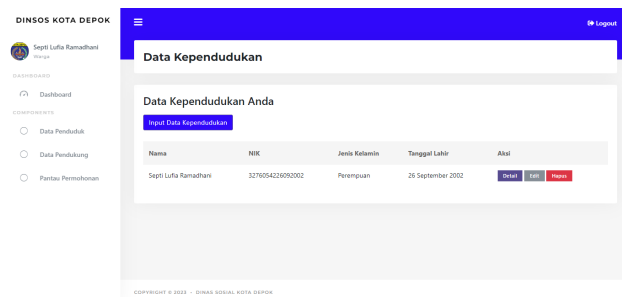 DINSOS KOTA DEPOK
Logout
Septi Lufia Ramadhani
Warga
DASHBOARD
Dashboard
COMPONENTS
Data Penduduk
Data Pendukung
Pantau Permohonan
Data Kependudukan
Data Kependudukan Anda
Input Data Kependudukan
Nama NIK Jenis Kelamin Tanggal Lahir Aksi
Septi Lufia Ramadhani 3276054226092002 Perempuan 26 September 2002 Detail Edit Hapus
COPYRIGHT © 2023 - DINAS SOSIAL KOTA DEPOK